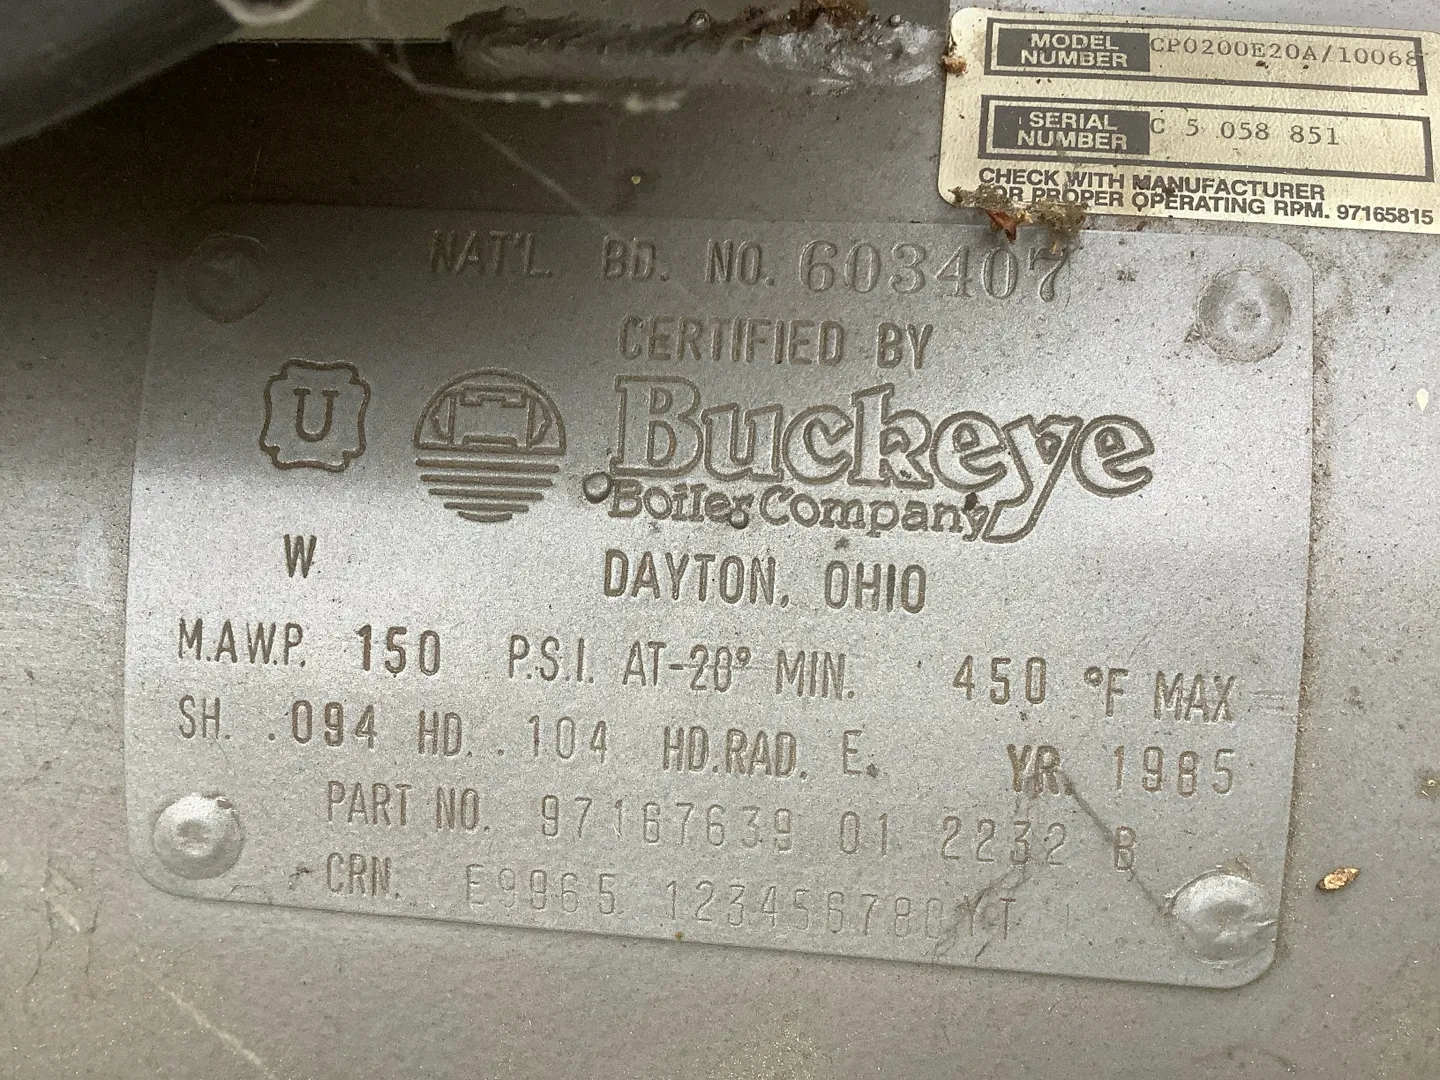 MODEL NUMBER CP0200E20A/10068
SERIAL NUMBER C 5 058 851
CHECK WITH MANUFACTURER
FOR PROPER OPERATING RPM. 97165815
NAT'L BD. NO. 603407
CERTIFIED BY
U
Buckeye
Boiler Company
W
DAYTON, OHIO
M.A.W.P. 150 P.S.I. AT-20° MIN. 450 °F MAX
SH. .094 HD. .104 HD.RAD. E. YR. 1985
PART NO. 97167639 01 2232 B
CRN. E9965. 1234567890YT